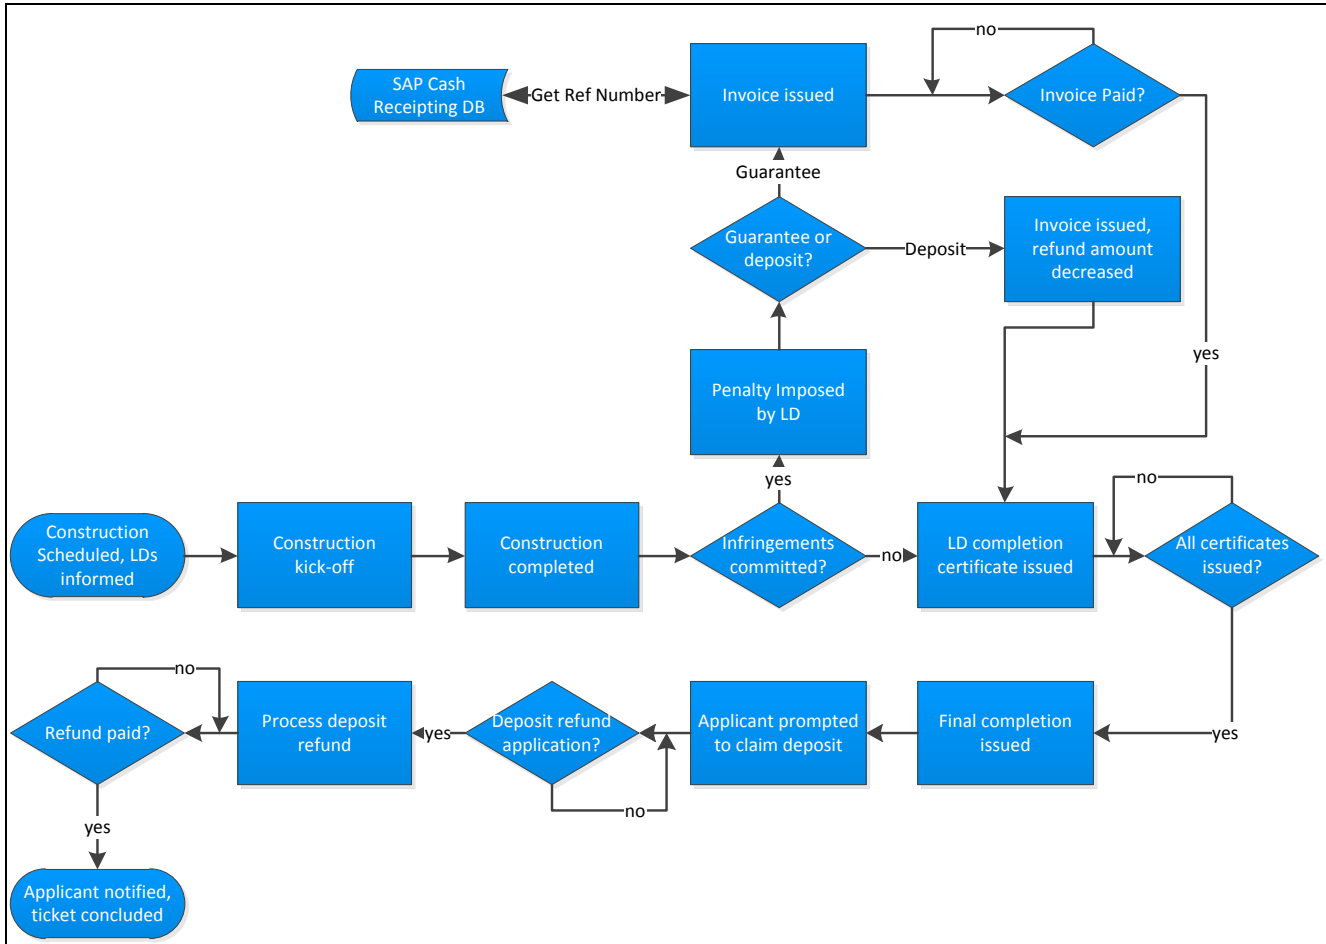 no
SAP Cash
Receipting DB
Get Ref Number
Invoice issued
Invoice Paid?
Guarantee
Guarantee or
deposit?
Deposit
Invoice issued,
refund amount
decreased
yes
Penalty Imposed
by LD
yes
no
Construction
Scheduled, LDs
informed
Construction
kick-off
Construction
completed
Infringements
committed?
no
LD completion
certificate issued
All certificates
issued?
no
Refund paid?
Process deposit
refund
yes
Deposit refund
application?
Applicant prompted
to claim deposit
Final completion
issued
yes
no
yes
Applicant notified,
ticket concluded